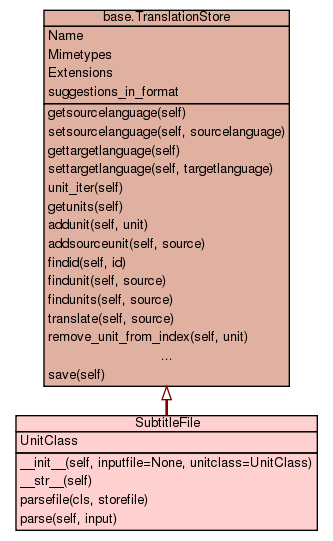 base.TranslationStore
Name
Mimetypes
Extensions
suggestions_in_format
getsourcelanguage(self)
setsourcelanguage(self, sourcelanguage)
gettargetlanguage(self)
settargetlanguage(self, targetlanguage)
unit_iter(self)
getunits(self)
addunit(self, unit)
addsourceunit(self, source)
findid(self, id)
findunit(self, source)
findunits(self, source)
translate(self, source)
remove_unit_from_index(self, unit)
...
save(self)
SubtitleFile
UnitClass
__init__(self, inputfile=None, unitclass=UnitClass)
__str__(self)
parsefile(cls, storefile)
parse(self, input)